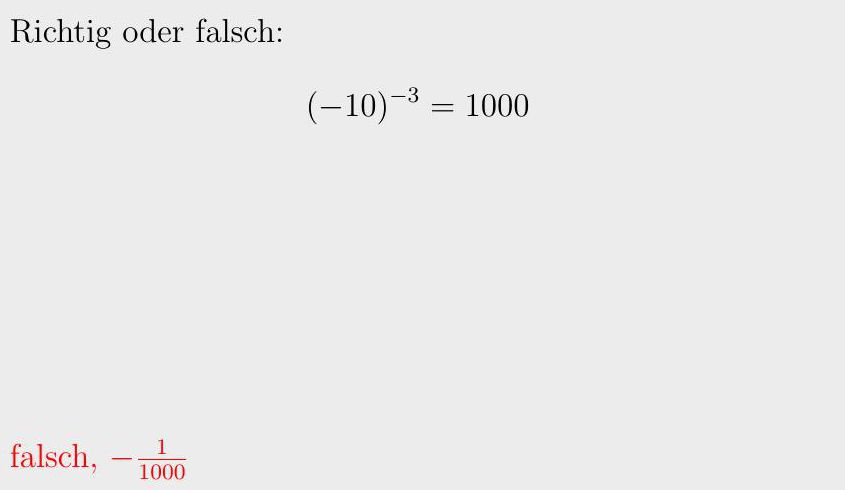 Richtig oder falsch:
(−10)⁻³ = 1000
falsch, −1/1000